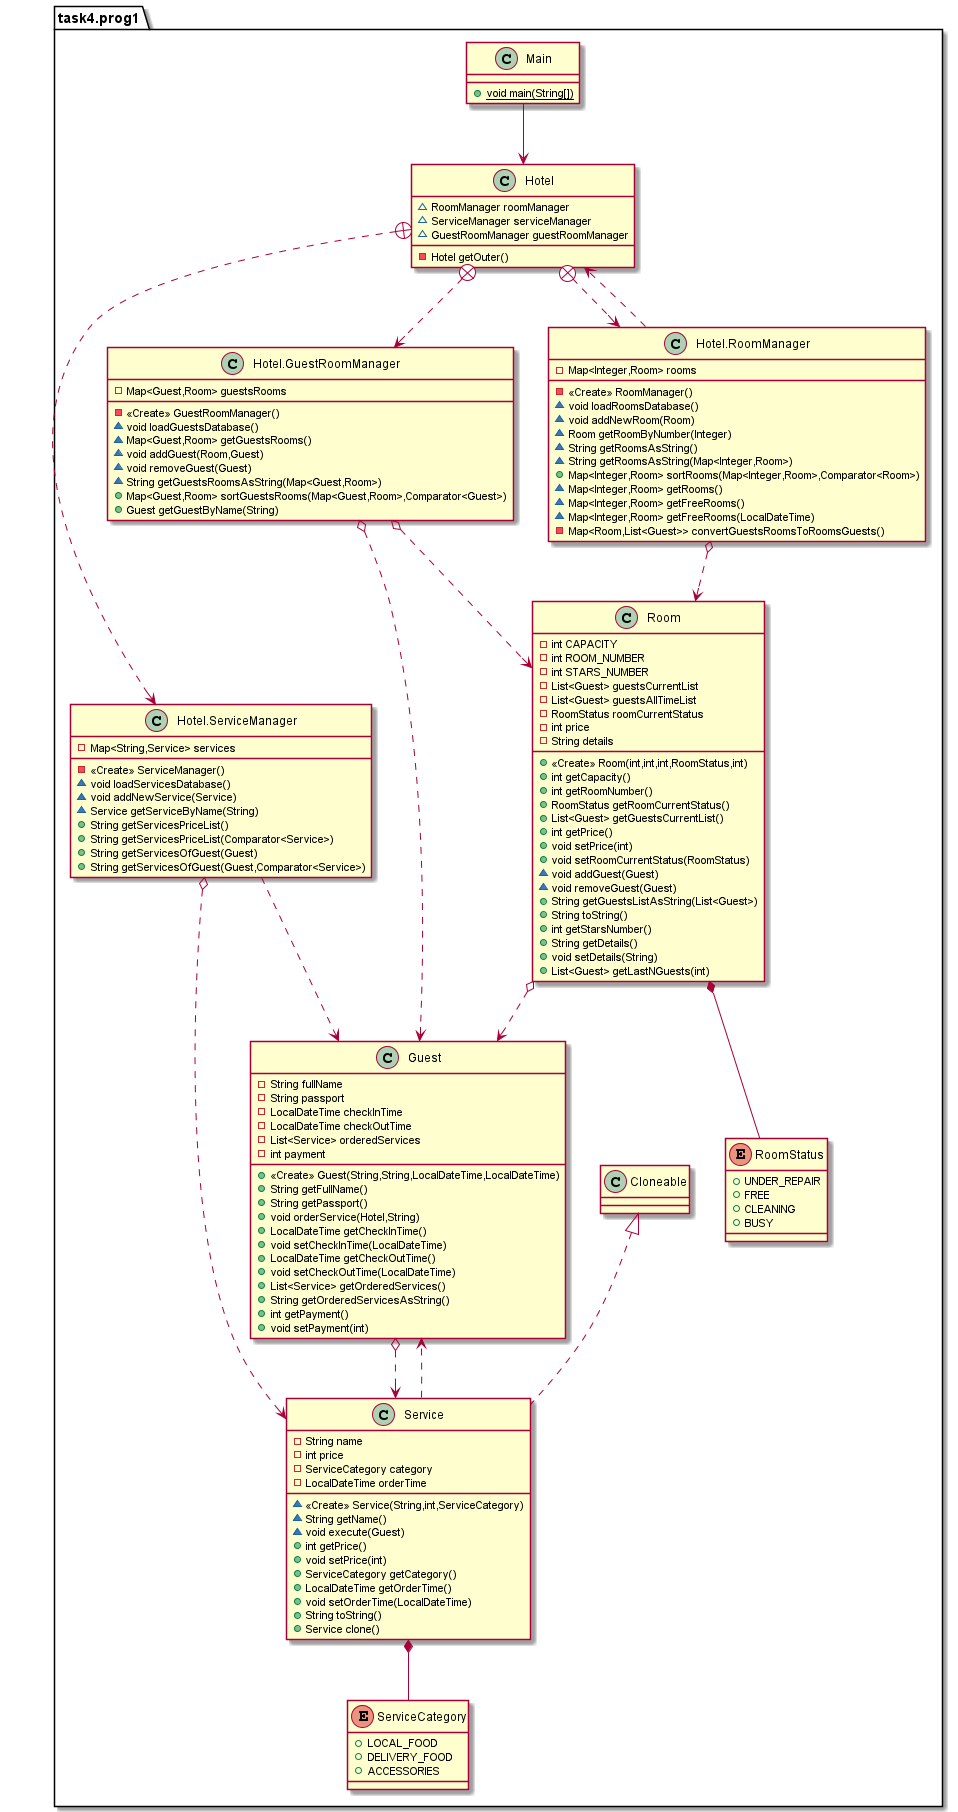 task4.prog1
C Main
void main(String[])
C Hotel
RoomManager roomManager
ServiceManager serviceManager
GuestRoomManager guestRoomManager
Hotel getOuter()
C Hotel.GuestRoomManager
Map<Guest,Room> guestsRooms
«Create» GuestRoomManager()
void loadGuestsDatabase()
Map<Guest,Room> getGuestsRooms()
void addGuest(Room,Guest)
void removeGuest(Guest)
String getGuestsRoomsAsString(Map<Guest,Room>)
Map<Guest,Room> sortGuestsRooms(Map<Guest,Room>,Comparator<Guest>)
Guest getGuestByName(String)
C Hotel.RoomManager
Map<Integer,Room> rooms
«Create» RoomManager()
void loadRoomsDatabase()
void addNewRoom(Room)
Room getRoomByNumber(Integer)
String getRoomsAsString()
String getRoomsAsString(Map<Integer,Room>)
Map<Integer,Room> sortRooms(Map<Integer,Room>,Comparator<Room>)
Map<Integer,Room> getRooms()
Map<Integer,Room> getFreeRooms()
Map<Integer,Room> getFreeRooms(LocalDateTime)
Map<Room,List<Guest>> convertGuestsRoomsToRoomsGuests()
C Room
int CAPACITY
int ROOM_NUMBER
int STARS_NUMBER
List<Guest> guestsCurrentList
List<Guest> guestsAllTimeList
RoomStatus roomCurrentStatus
int price
String details
«Create» Room(int,int,int,RoomStatus,int)
int getCapacity()
int getRoomNumber()
RoomStatus getRoomCurrentStatus()
List<Guest> getGuestsCurrentList()
int getPrice()
void setPrice(int)
void setRoomCurrentStatus(RoomStatus)
void addGuest(Guest)
void removeGuest(Guest)
String getGuestsListAsString(List<Guest>)
String toString()
int getStarsNumber()
String getDetails()
void setDetails(String)
List<Guest> getLastNGuests(int)
C Hotel.ServiceManager
Map<String,Service> services
«Create» ServiceManager()
void loadServicesDatabase()
void addNewService(Service)
Service getServiceByName(String)
String getServicesPriceList()
String getServicesPriceList(Comparator<Service>)
String getServicesOfGuest(Guest)
String getServicesOfGuest(Guest,Comparator<Service>)
C Guest
String fullName
String passport
LocalDateTime checkInTime
LocalDateTime checkOutTime
List<Service> orderedServices
int payment
«Create» Guest(String,String,LocalDateTime,LocalDateTime)
String getFullName()
String getPassport()
void orderService(Hotel,String)
LocalDateTime getCheckInTime()
void setCheckInTime(LocalDateTime)
LocalDateTime getCheckOutTime()
void setCheckOutTime(LocalDateTime)
List<Service> getOrderedServices()
String getOrderedServicesAsString()
int getPayment()
void setPayment(int)
C Cloneable
E RoomStatus
UNDER_REPAIR
FREE
CLEANING
BUSY
C Service
String name
int price
ServiceCategory category
LocalDateTime orderTime
«Create» Service(String,int,ServiceCategory)
String getName()
void execute(Guest)
int getPrice()
void setPrice(int)
ServiceCategory getCategory()
LocalDateTime getOrderTime()
void setOrderTime(LocalDateTime)
String toString()
Service clone()
E ServiceCategory
LOCAL_FOOD
DELIVERY_FOOD
ACCESSORIES